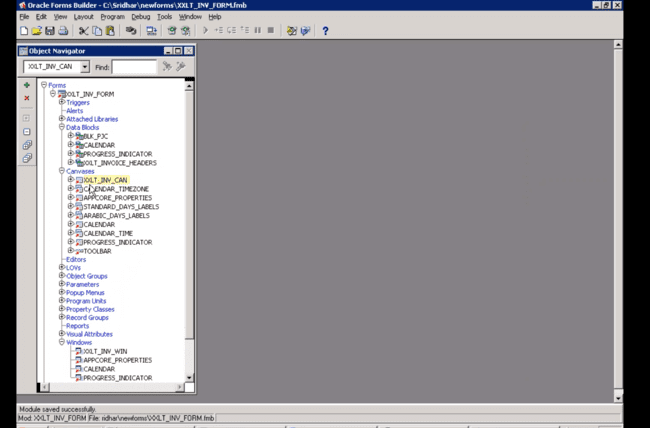 Oracle Forms Builder - C:\Sridhar\newforms\XXLT_INV_FORM.fmb
File Edit View Layout Program Debug Tools Window Help
Object Navigator
XXLT_INV_CAN Find:
Forms
XXLT_INV_FORM
Triggers
Alerts
Attached Libraries
Data Blocks
BLK_PJC
CALENDAR
PROGRESS_INDICATOR
XXLT_INVOICE_HEADERS
Canvases
XXLT_INV_CAN
CALENDAR_TIMEZONE
APPCORE_PROPERTIES
STANDARD_DAYS_LABELS
ARABIC_DAYS_LABELS
CALENDAR
CALENDAR_TIME
PROGRESS_INDICATOR
TOOLBAR
Editors
LOVs
Object Groups
Parameters
Popup Menus
Program Units
Property Classes
Record Groups
Reports
Visual Attributes
Windows
XXLT_INV_WIN
APPCORE_PROPERTIES
CALENDAR
PROGRESS_INDICATOR
Module saved successfully.
Mod: XXLT_INV_FORM File: ridhar\newforms\XXLT_INV_FORM.fmb